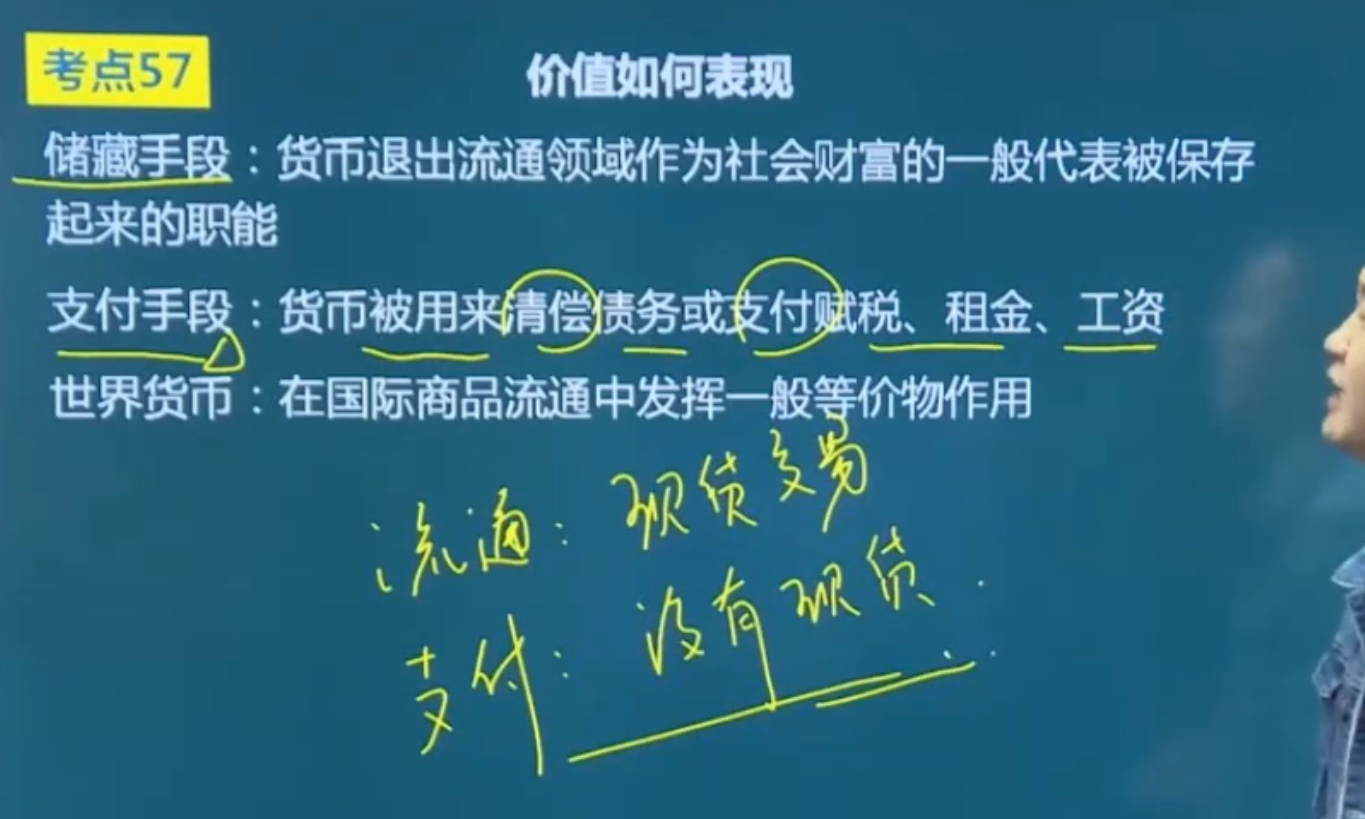 考点57
价值如何表现
储藏手段：货币退出流通领域作为社会财富的一般代表被保存
起来的职能
支付手段：货币被用来清偿债务或支付赋税、租金、工资
世界货币：在国际商品流通中发挥一般等价物作用
流通：现货交易
支付：没有现货